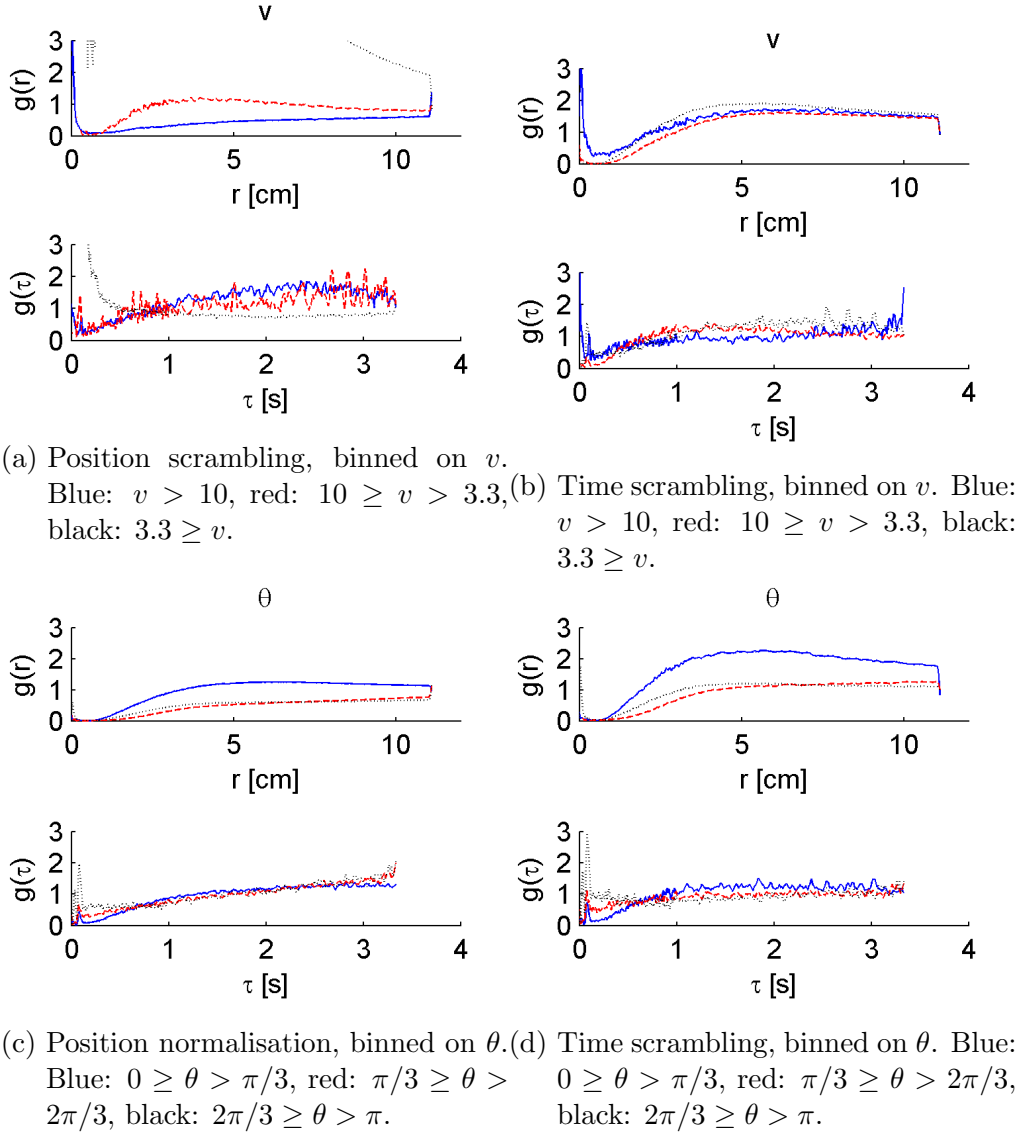 v
g(r)
3
2
1
0
0 5 10
r [cm]
g(τ)
3
2
1
0
0 1 2 3 4
τ [s]
(a) Position scrambling, binned on v.
Blue: v > 10, red: 10 ≥ v > 3.3,
black: 3.3 ≥ v.
v
g(r)
3
2
1
0
0 5 10
r [cm]
g(τ)
3
2
1
0
0 1 2 3 4
τ [s]
(b) Time scrambling, binned on v. Blue:
v > 10, red: 10 ≥ v > 3.3, black:
3.3 ≥ v.
θ
g(r)
3
2
1
0
0 5 10
r [cm]
g(τ)
3
2
1
0
0 1 2 3 4
τ [s]
(c) Position normalisation, binned on θ.
Blue: 0 ≥ θ > π/3, red: π/3 ≥ θ >
2π/3, black: 2π/3 ≥ θ > π.
θ
g(r)
3
2
1
0
0 5 10
r [cm]
g(τ)
3
2
1
0
0 1 2 3 4
τ [s]
(d) Time scrambling, binned on θ. Blue:
0 ≥ θ > π/3, red: π/3 ≥ θ > 2π/3,
black: 2π/3 ≥ θ > π.